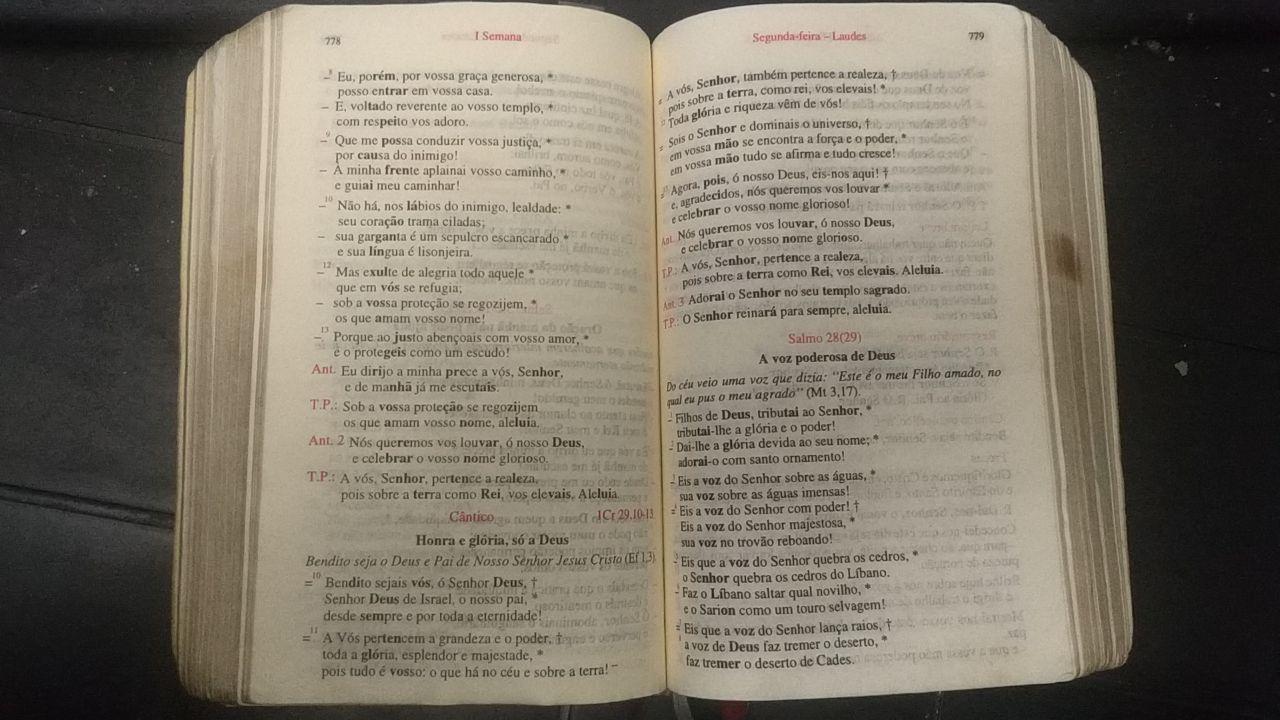 778 I Semana
–⁸ Eu, porém, por vossa graça generosa, *
posso entrar em vossa casa.
– E, voltado reverente ao vosso templo, *
com respeito vos adoro.
–⁹ Que me possa conduzir vossa justiça, *
por causa do inimigo!
– À minha frente aplainai vosso caminho, *
e guiai meu caminhar!
–¹⁰ Não há, nos lábios do inimigo, lealdade: *
seu coração trama ciladas;
– sua garganta é um sepulcro escancarado *
e sua língua é lisonjeira.
–¹² Mas exulte de alegria todo aquele *
que em vós se refugia;
– sob a vossa proteção se regozijem, *
os que amam vosso nome!
–¹³ Porque ao justo abençoais com vosso amor, *
e o protegeis como um escudo!
Ant. Eu dirijo a minha prece a vós, Senhor,
e de manhã já me escutais.
T.P.: Sob a vossa proteção se regozijem
os que amam vosso nome, aleluia.
Ant. 2 Nós queremos vos louvar, ó nosso Deus,
e celebrar o vosso nome glorioso.
T.P.: A vós, Senhor, pertence a realeza,
pois sobre a terra como Rei, vos elevais, Aleluia.
Cântico 1Cr 29,10-13
Honra e glória, só a Deus
Bendito seja o Deus e Pai de Nosso Senhor Jesus Cristo (Ef 1,3).
=¹⁰ Bendito sejais vós, ó Senhor Deus, †
Senhor Deus de Israel, o nosso pai, *
desde sempre e por toda a eternidade!
=¹¹ A Vós pertencem a grandeza e o poder, †
toda a glória, esplendor e majestade, *
pois tudo é vosso: o que há no céu e sobre a terra! –
Segunda-feira – Laudes 779
= A vós, Senhor, também pertence a realeza, †
pois sobre a terra, como rei, vos elevais! *
Toda glória e riqueza vêm de vós!
= Sois o Senhor e dominais o universo, †
em vossa mão se encontra a força e o poder, *
em vossa mão tudo se afirma e tudo cresce!
=¹³ Agora, pois, ó nosso Deus, eis-nos aqui! †
e, agradecidos, nós queremos vos louvar *
e celebrar o vosso nome glorioso!
Ant. Nós queremos vos louvar, ó nosso Deus,
e celebrar o vosso nome glorioso.
T.P.: A vós, Senhor, pertence a realeza,
pois sobre a terra como Rei, vos elevais. Aleluia.
Ant. 3 Adorai o Senhor no seu templo sagrado.
T.P.: O Senhor reinará para sempre, aleluia.
Salmo 28(29)
A voz poderosa de Deus
Do céu veio uma voz que dizia: “Este é o meu Filho amado, no
qual eu pus o meu agrado” (Mt 3,17).
–¹ Filhos de Deus, tributai ao Senhor, *
tributai-lhe a glória e o poder!
–² Dai-lhe a glória devida ao seu nome; *
adorai-o com santo ornamento!
–³ Eis a voz do Senhor sobre as águas, *
sua voz sobre as águas imensas!
=⁴ Eis a voz do Senhor com poder! †
Eis a voz do Senhor majestosa, *
sua voz no trovão reboando!
–⁵ Eis que a voz do Senhor quebra os cedros, *
o Senhor quebra os cedros do Líbano.
–⁶ Faz o Líbano saltar qual novilho, *
e o Sarion como um touro selvagem!
=⁷ Eis que a voz do Senhor lança raios, †
⁸ a voz de Deus faz tremer o deserto, *
faz tremer o deserto de Cades.